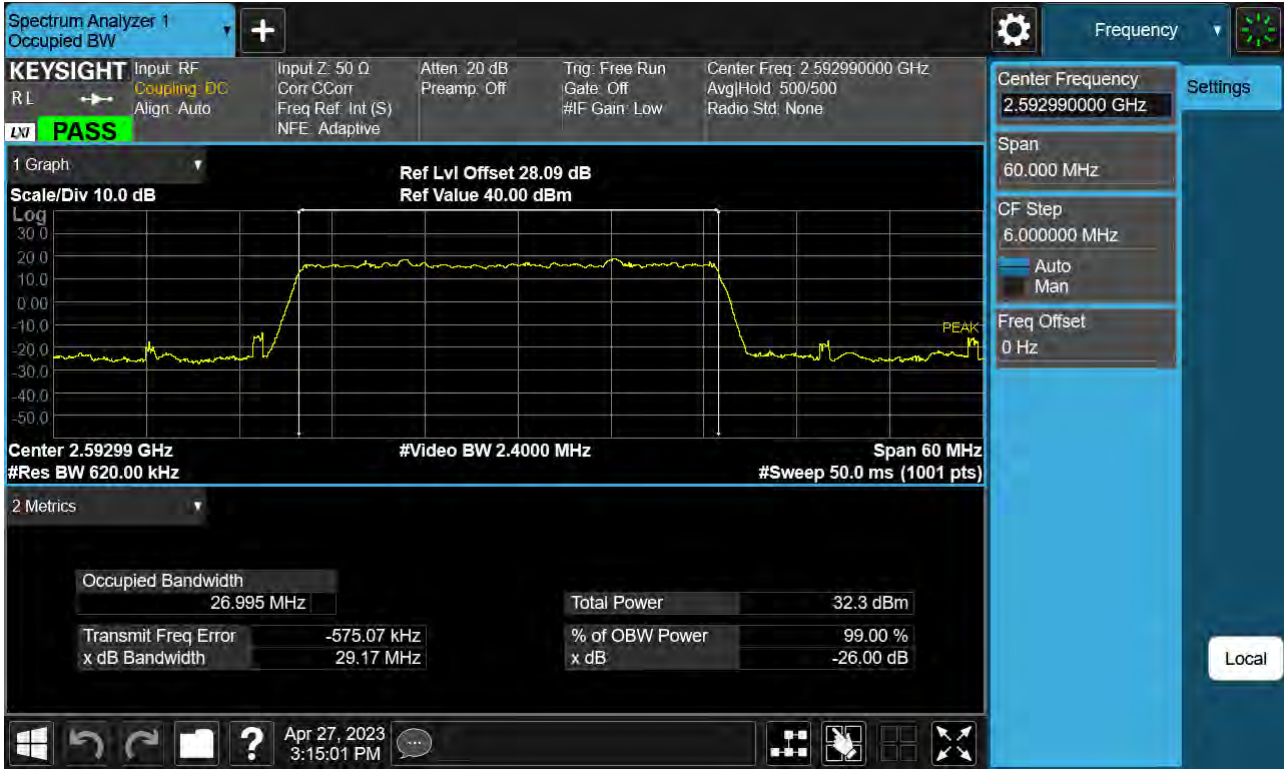 Spectrum Analyzer 1
Occupied BW
Frequency
KEYSIGHT
RL
LXI
PASS
Input: RF
Coupling: DC
Align: Auto
Input Z: 50 Ω
Corr CCorr
Freq Ref: Int (S)
NFE: Adaptive
Atten: 20 dB
Preamp: Off
Trig: Free Run
Gate: Off
#IF Gain: Low
Center Freq: 2.592990000 GHz
Avg|Hold: 500/500
Radio Std: None
Center Frequency
2.592990000 GHz
Settings
Span
60.000 MHz
CF Step
6.000000 MHz
Auto
Man
Freq Offset
0 Hz
Local
1 Graph
Scale/Div 10.0 dB
Ref Lvl Offset 28.09 dB
Ref Value 40.00 dBm
Log
30.0
20.0
10.0
0.00
-10.0
-20.0
-30.0
-40.0
-50.0
PEAK
Center 2.59299 GHz
#Video BW 2.4000 MHz
Span 60 MHz
#Res BW 620.00 kHz
#Sweep 50.0 ms (1001 pts)
2 Metrics
Occupied Bandwidth
26.995 MHz
Total Power 32.3 dBm
Transmit Freq Error -575.07 kHz
% of OBW Power 99.00 %
x dB Bandwidth 29.17 MHz
x dB -26.00 dB
?
Apr 27, 2023
3:15:01 PM